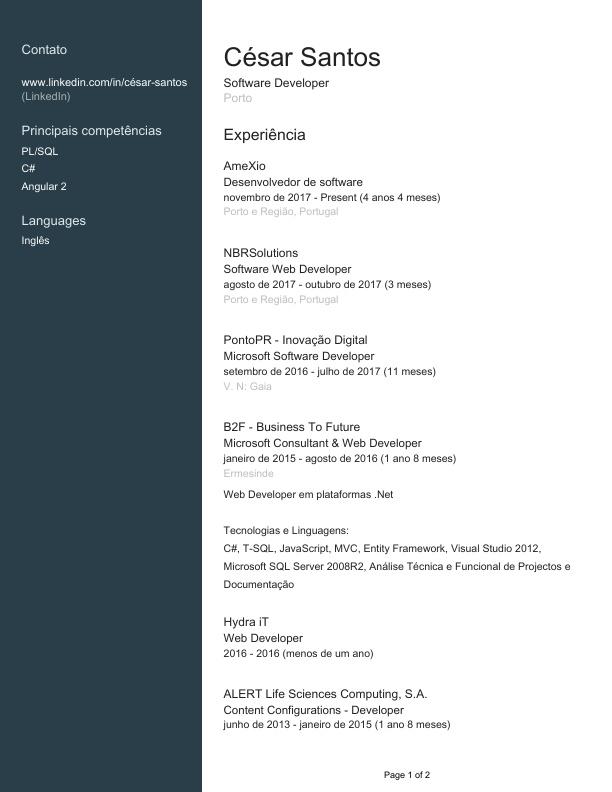 Contato
www.linkedin.com/in/césar-santos
(LinkedIn)
Principais competências
PL/SQL
C#
Angular 2
Languages
Inglês
César Santos
Software Developer
Porto
Experiência
AmeXio
Desenvolvedor de software
novembro de 2017 - Present (4 anos 4 meses)
Porto e Região, Portugal
NBRSolutions
Software Web Developer
agosto de 2017 - outubro de 2017 (3 meses)
Porto e Região, Portugal
PontoPR - Inovação Digital
Microsoft Software Developer
setembro de 2016 - julho de 2017 (11 meses)
V. N: Gaia
B2F - Business To Future
Microsoft Consultant & Web Developer
janeiro de 2015 - agosto de 2016 (1 ano 8 meses)
Ermesinde
Web Developer em plataformas .Net
Tecnologias e Linguagens:
C#, T-SQL, JavaScript, MVC, Entity Framework, Visual Studio 2012,
Microsoft SQL Server 2008R2, Análise Técnica e Funcional de Projectos e
Documentação
Hydra iT
Web Developer
2016 - 2016 (menos de um ano)
ALERT Life Sciences Computing, S.A.
Content Configurations - Developer
junho de 2013 - janeiro de 2015 (1 ano 8 meses)
Page 1 of 2